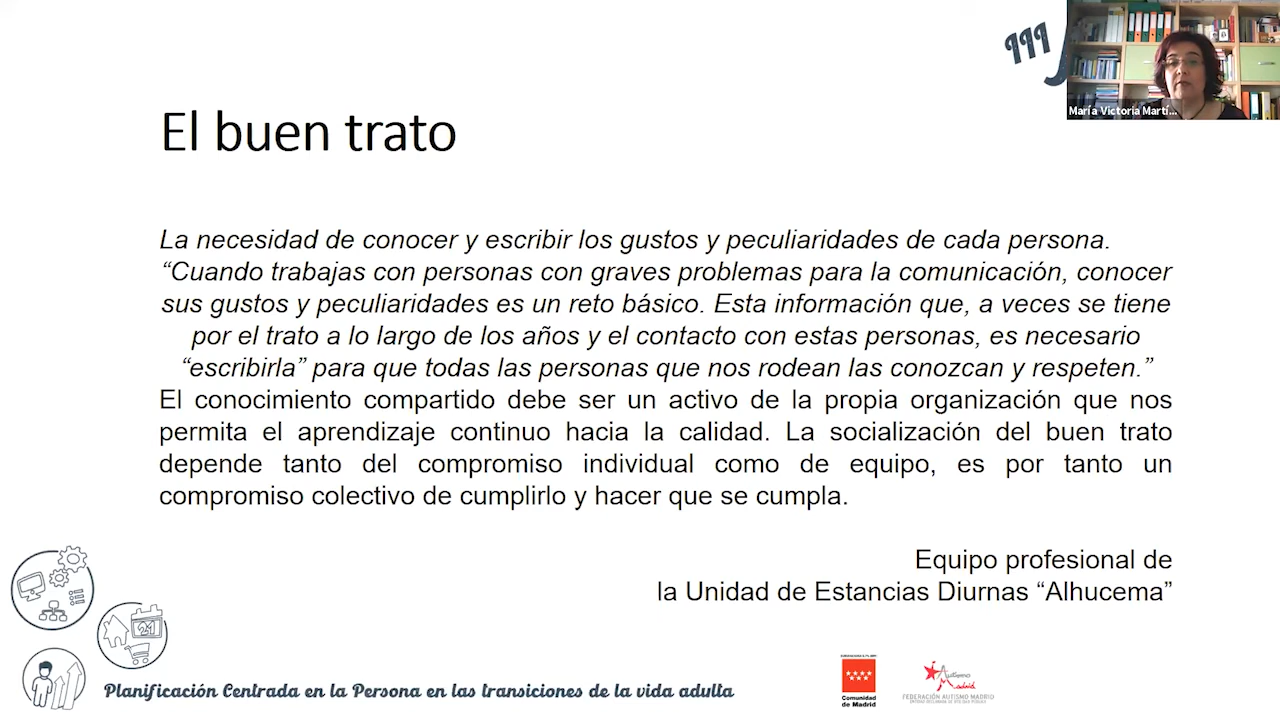 María Victoria Martí...
El buen trato
La necesidad de conocer y escribir los gustos y peculiaridades de cada persona.
“Cuando trabajas con personas con graves problemas para la comunicación, conocer
sus gustos y peculiaridades es un reto básico. Esta información que, a veces se tiene
por el trato a lo largo de los años y el contacto con estas personas, es necesario
“escribirla” para que todas las personas que nos rodean las conozcan y respeten.”
El conocimiento compartido debe ser un activo de la propia organización que nos
permita el aprendizaje continuo hacia la calidad. La socialización del buen trato
depende tanto del compromiso individual como de equipo, es por tanto un
compromiso colectivo de cumplirlo y hacer que se cumpla.
Equipo profesional de
la Unidad de Estancias Diurnas “Alhucema”
21
Planificación Centrada en la Persona en las transiciones de la vida adulta
Comunidad
de Madrid
Autismo
Madrid
FEDERACIÓN AUTISMO MADRID